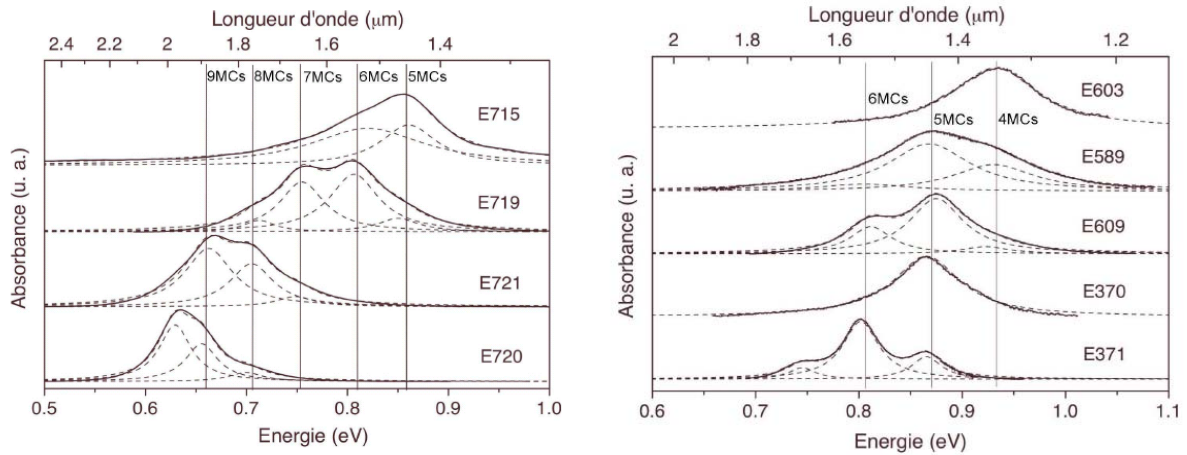 Longueur d'onde (μm)
2.4 2.2 2 1.8 1.6 1.4
9MCs 8MCs 7MCs 6MCs 5MCs
E715
E719
E721
E720
Absorbance (u. a.)
0.5 0.6 0.7 0.8 0.9 1.0
Energie (eV)
Longueur d'onde (μm)
2 1.8 1.6 1.4 1.2
6MCs
5MCs 4MCs
E603
E589
E609
E370
E371
Absorbance (u. a.)
0.6 0.7 0.8 0.9 1.0 1.1
Energie (eV)